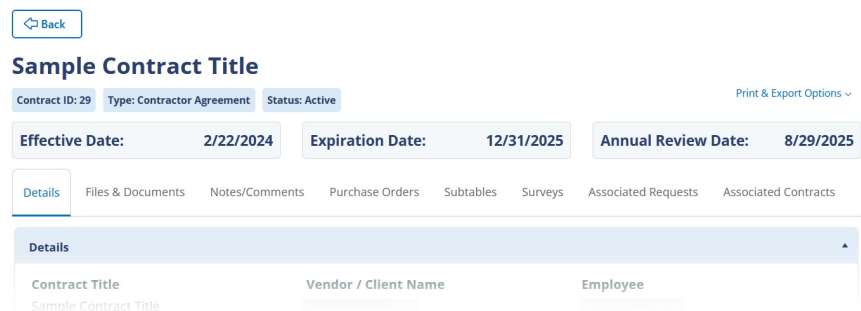 Back
Sample Contract Title
Contract ID: 29 Type: Contractor Agreement Status: Active
Print & Export Options
Effective Date: 2/22/2024 Expiration Date: 12/31/2025 Annual Review Date: 8/29/2025
Details Files & Documents Notes/Comments Purchase Orders Subtables Surveys Associated Requests Associated Contracts
Details
Contract Title Vendor / Client Name Employee
Sample Contract Title